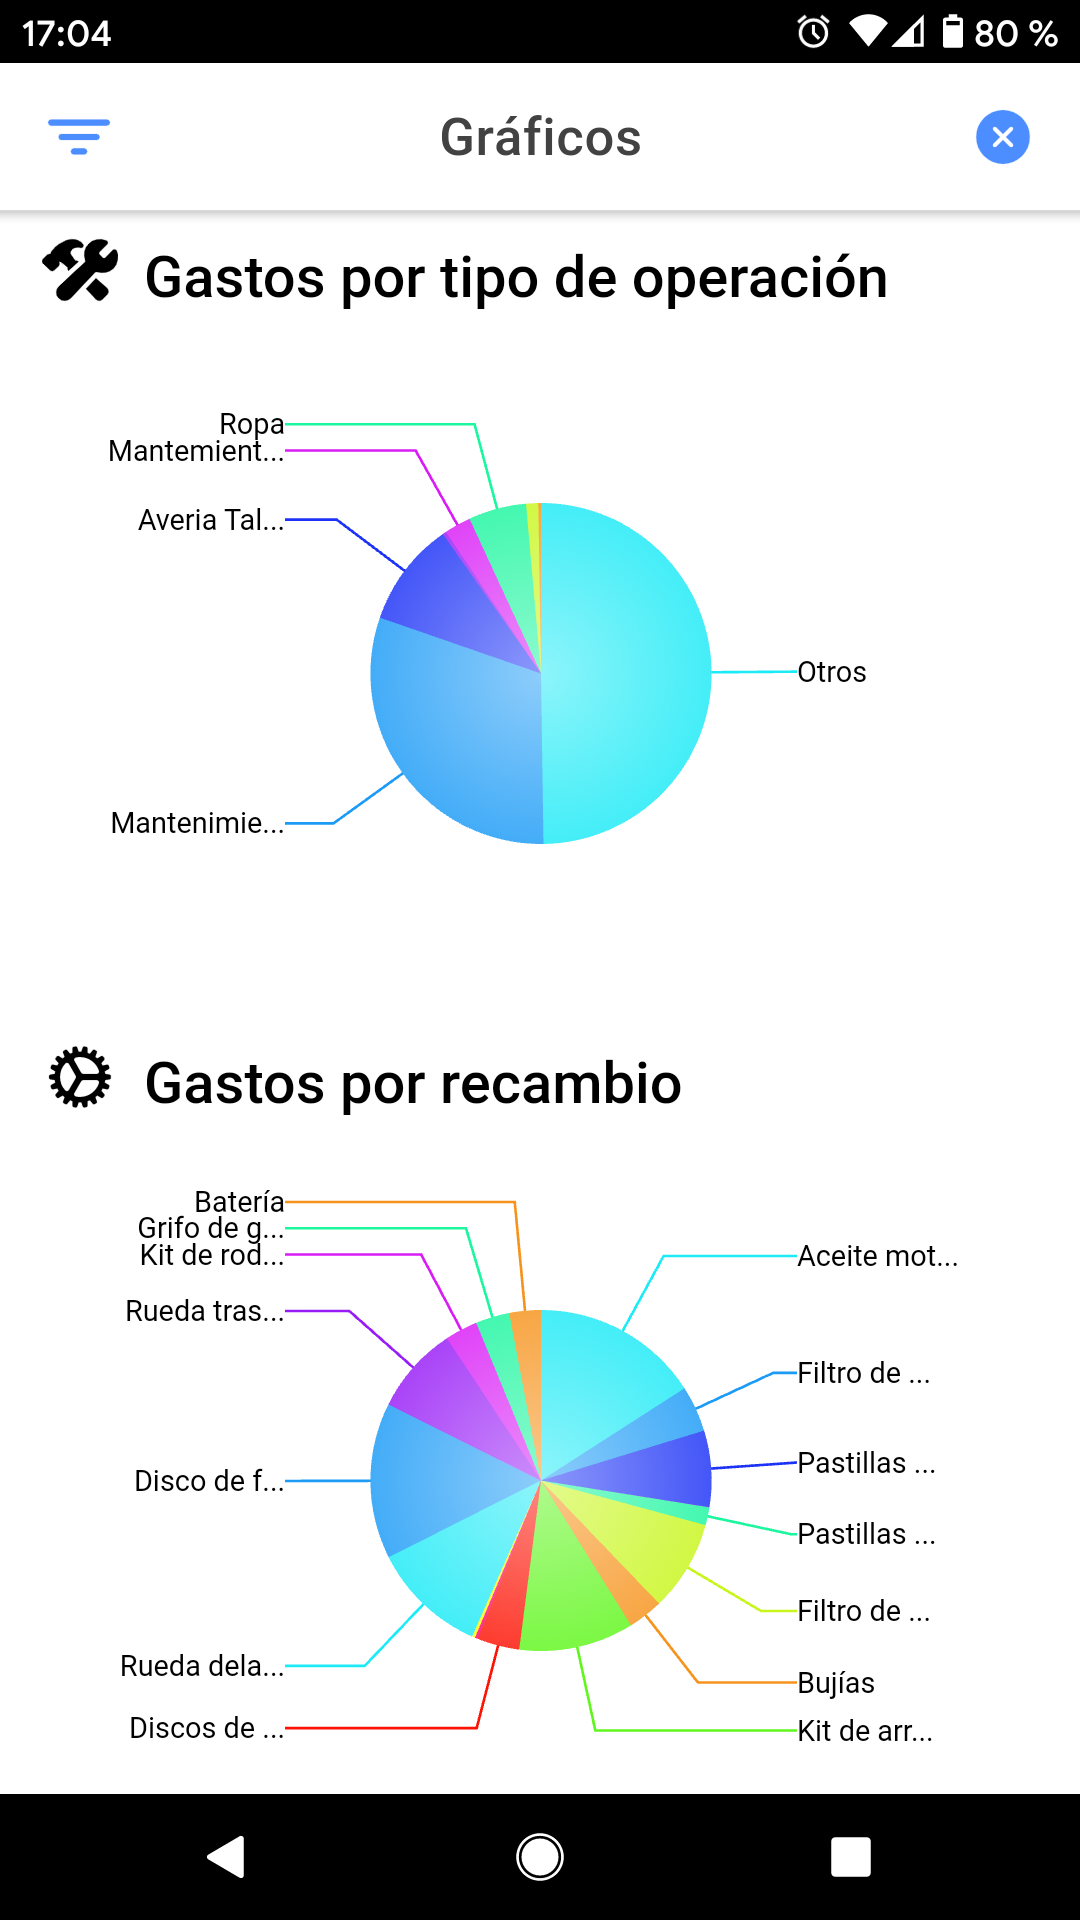 17:04
80 %
Gráficos
Gastos por tipo de operación
Ropa
Mantemient...
Averia Tal...
Otros
Mantenimie...
Gastos por recambio
Batería
Grifo de g...
Kit de rod...
Aceite mot...
Rueda tras...
Filtro de ...
Pastillas ...
Disco de f...
Pastillas ...
Filtro de ...
Rueda dela...
Bujías
Discos de ...
Kit de arr...